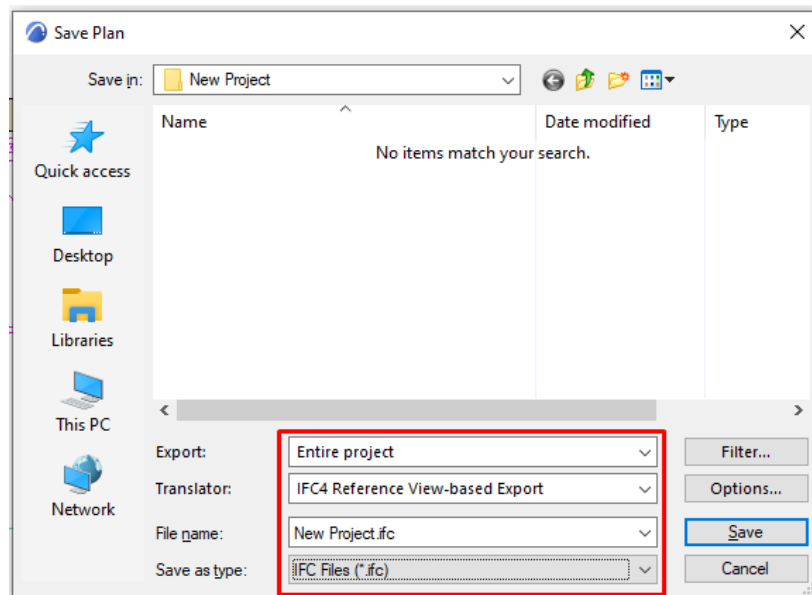 Save Plan
Save in: New Project
Name Date modified Type
No items match your search.
Quick access
Desktop
Libraries
This PC
Network
Export: Entire project Filter...
Translator: IFC4 Reference View-based Export Options...
File name: New Project.ifc Save
Save as type: IFC Files (*.ifc) Cancel